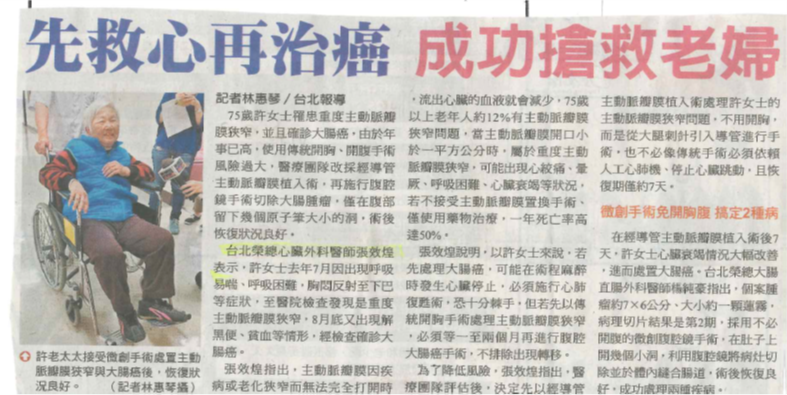 先救心再治癌 成功搶救老婦
記者林惠琴／台北報導
75歲許女士罹患重度主動脈瓣膜
狹窄，並且確診大腸癌，由於年
事已高，使用傳統開胸、開腹手術
風險過大，醫療團隊改採經導管
主動脈瓣膜植入術，再施行腹腔
鏡手術切除大腸腫瘤，僅在腹部
留下幾個原子筆大小的洞，術後
恢復狀況良好。
台北榮總心臟外科醫師張效煌
表示，許女士去年7月因出現呼吸
易喘、呼吸困難，胸悶反射至下巴
等症狀，至醫院檢查發現是重度
主動脈瓣膜狹窄，8月底又出現解
黑便、貧血等情形，經檢查確診大
腸癌。
張效煌指出，主動脈瓣膜因疾
病或老化狹窄而無法完全打開時
，流出心臟的血液就會減少，75歲
以上老年人約12%有主動脈瓣膜
狹窄問題，當主動脈瓣膜開口小
於一平方公分時，屬於重度主動
脈瓣膜狹窄，可能出現心絞痛、暈
厥、呼吸困難、心臟衰竭等狀況，
若不接受主動脈瓣膜置換手術、
僅使用藥物治療，一年死亡率高
達50%。
張效煌說明，以許女士來說，若
先處理大腸癌，可能在術程麻醉
時發生心臟停止，必須施行心肺
復甦術，恐十分棘手，但若先以傳
統開胸手術處理主動脈瓣膜狹窄
，必須等一至兩個月再進行腹腔
大腸癌手術，不排除出現轉移。
為了降低風險，張效煌指出，醫
療團隊評估後，決定先以經導管
主動脈瓣膜植入術處理許女士的
主動脈瓣膜狹窄問題，不用開胸，
而是從大腿刺針引入導管進行手
術，也不必像傳統手術必須依賴
人工心肺機、停止心臟跳動，且恢
復期僅約7天。
微創手術免開胸腹 搞定2種病
在經導管主動脈瓣膜植入術後7
天，許女士心臟衰竭情況大幅改善
，進而處置大腸癌。台北榮總大腸
直腸外科醫師楊純豪指出，個案腫
瘤約7×6公分、大小約一顆蓮霧，
病理切片結果是第2期，採用不必
開腹的微創腹腔鏡手術，在肚子上
開幾個小洞，利用腹腔鏡將病灶切
除並於體內縫合腸道，術後恢復良
好，成功處理兩種疾病。
許老太太接受微創手術處置主動
脈瓣膜狹窄與大腸癌後，恢復狀
況良好。 （記者林惠琴攝）